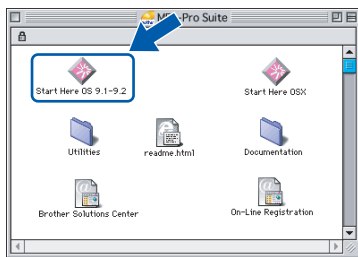 -Pro Suite
Start Here OS 9.1-9.2
Start Here OSX
Utilities
readme.html
Documentation
Brother Solutions Center
On-Line Registration